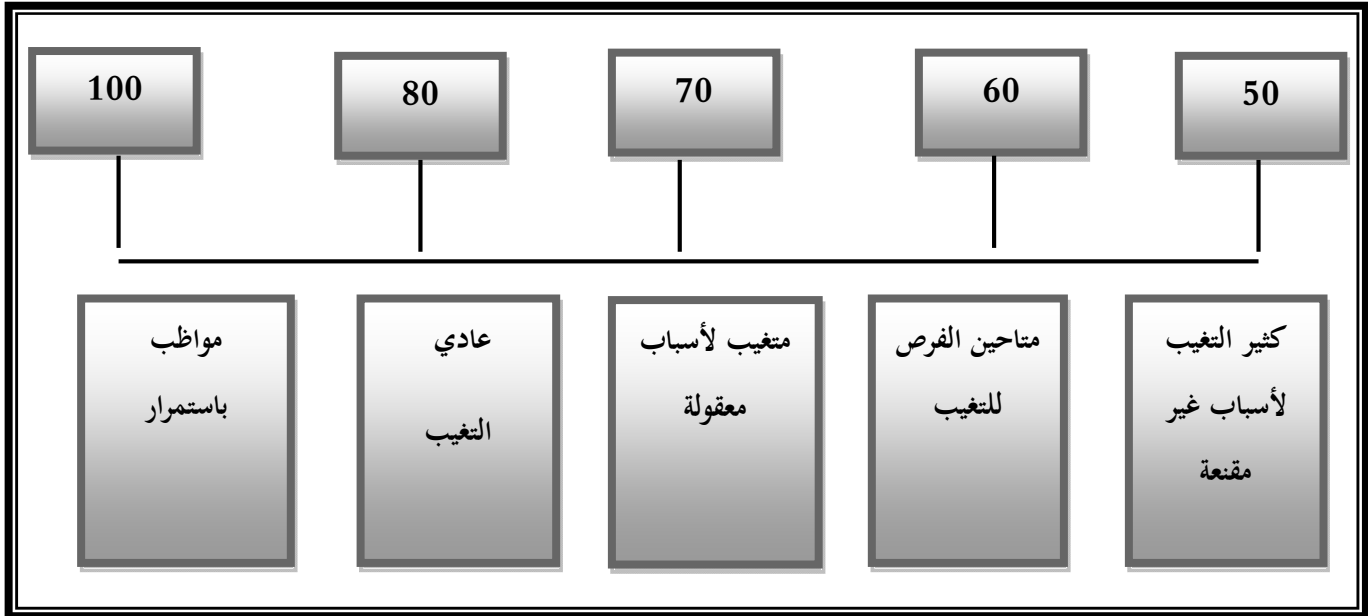 100
80
70
60
50
مواظب
باستمرار
عادي
التغيب
متغيب لأسباب
معقولة
متاحين الفرص
للتغيب
كثير التغيب
لأسباب غير
مقنعة